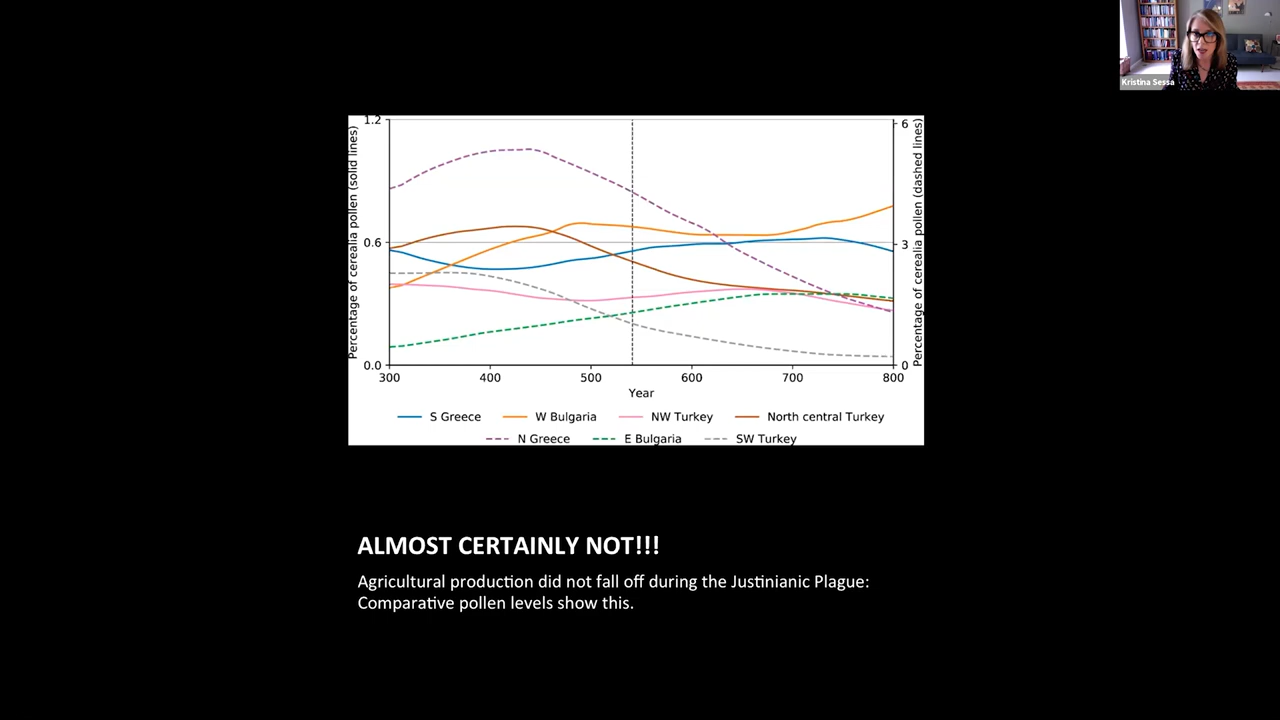 Kristina Sessa
Percentage of cerealia pollen (solid lines)
1.2
0.6
0.0
6
3
0
Percentage of cerealia pollen (dashed lines)
300 400 500 600 700 800
Year
S Greece W Bulgaria NW Turkey North central Turkey
N Greece E Bulgaria SW Turkey
ALMOST CERTAINLY NOT!!!
Agricultural production did not fall off during the Justinianic Plague:
Comparative pollen levels show this.